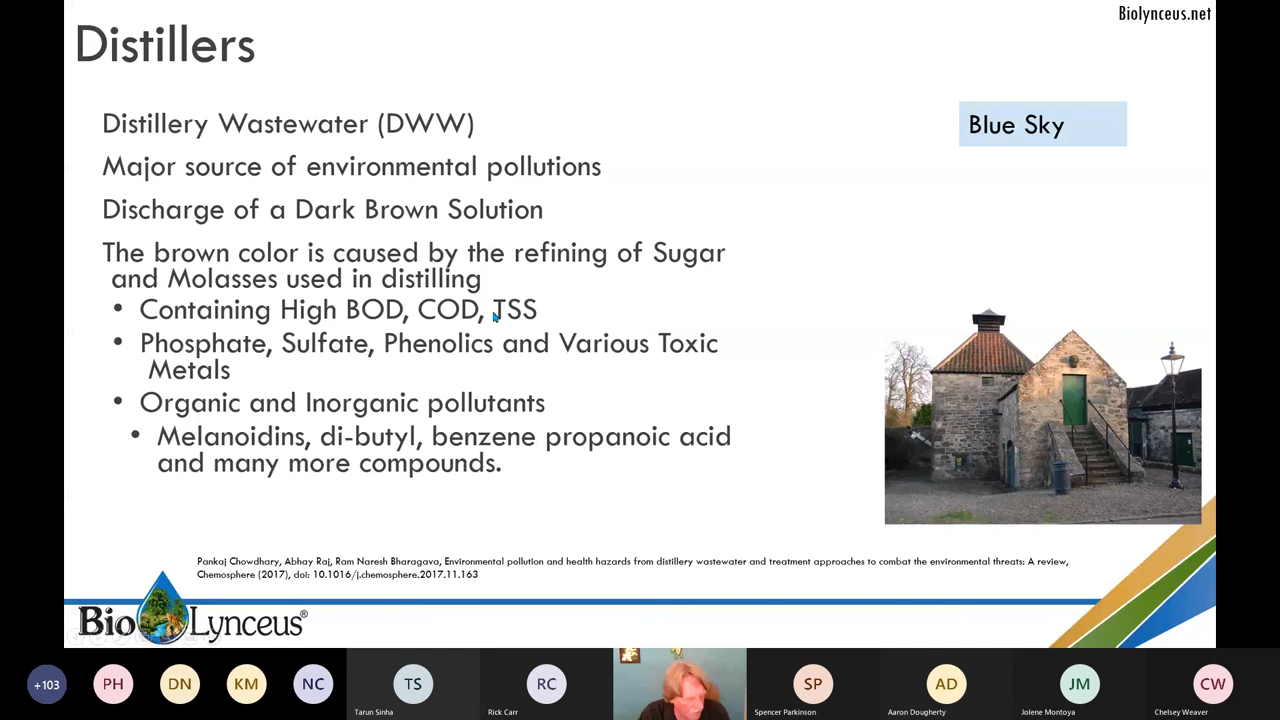 Biolynceus.net
Distillers
Distillery Wastewater (DWW)
Blue Sky
Major source of environmental pollutions
Discharge of a Dark Brown Solution
The brown color is caused by the refining of Sugar
and Molasses used in distilling
• Containing High BOD, COD, TSS
• Phosphate, Sulfate, Phenolics and Various Toxic
Metals
• Organic and Inorganic pollutants
• Melanoidins, di-butyl, benzene propanoic acid
and many more compounds.
Pankaj Chowdhary, Abhay Raj, Ram Naresh Bharagava, Environmental pollution and health hazards from distillery wastewater and treatment approaches to combat the environmental threats: A review,
Chemosphere (2017), doi: 10.1016/j.chemosphere.2017.11.163
Bio Lynceus®
+103 PH DN KM NC TS RC SP AD JM CW
Tarun Sinha Rick Carr Spencer Parkinson Aaron Dougherty Jolene Montoya Chelsey Weaver